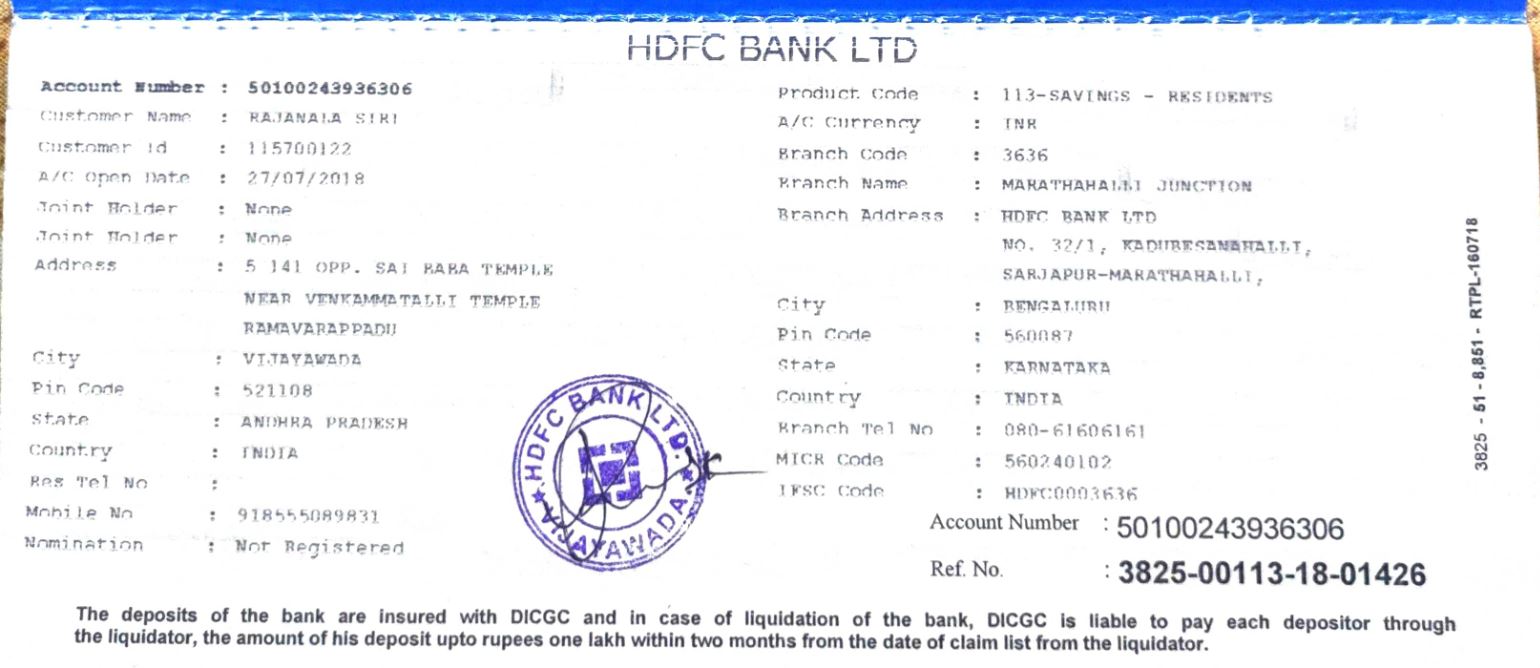 HDFC BANK LTD
Account Number : 50100243936306
Customer Name : RAJANALA SIRI
Customer Id : 115700122
A/C Open Date : 27/07/2018
Joint Holder : None
Joint Holder : None
Address : 5 141 OPP. SAI BABA TEMPLE
NEAR VENKAMMATALLI TEMPLE
RAMAVARAPPADU
City : VIJAYAWADA
Pin Code : 521108
State : ANDHRA PRADESH
Country : INDIA
Res Tel No :
Mobile No : 918555089831
Nomination : Not Registered
Product Code : 113-SAVINGS - RESIDENTS
A/C Currency : INR
Branch Code : 3636
Branch Name : MARATHAHALLI JUNCTION
Branch Address : HDFC BANK LTD
NO. 32/1, KADUBESANAHALLI,
SARJAPUR-MARATHAHALLI,
City : BENGALURU
Pin Code : 560087
State : KARNATAKA
Country : INDIA
Branch Tel No : 080-61606161
MICR Code : 560240102
IFSC Code : HDFC0003636
Account Number : 50100243936306
Ref. No. : 3825-00113-18-01426
HDFC BANK LTD.
★ VIJAYAWADA ★
3825 - 51 - 8,851 - RTPL-160718
The deposits of the bank are insured with DICGC and in case of liquidation of the bank, DICGC is liable to pay each depositor through
the liquidator, the amount of his deposit upto rupees one lakh within two months from the date of claim list from the liquidator.